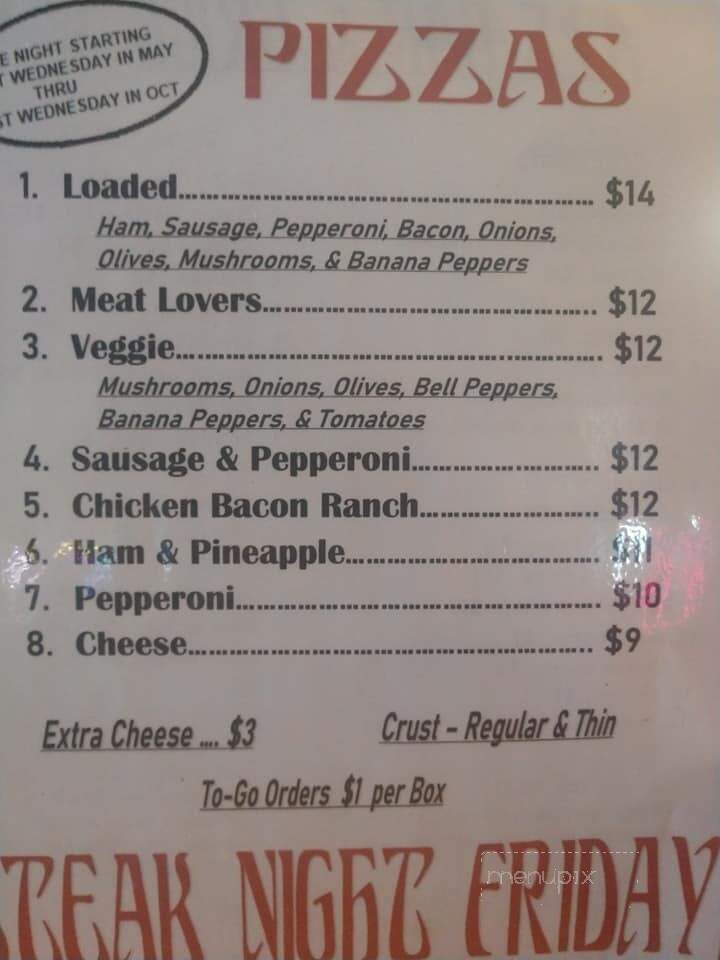 E NIGHT STARTING
T WEDNESDAY IN MAY
THRU
ST WEDNESDAY IN OCT
PIZZAS
1. Loaded........ $14
Ham, Sausage, Pepperoni, Bacon, Onions,
Olives, Mushrooms, & Banana Peppers
2. Meat Lovers........ $12
3. Veggie........ $12
Mushrooms, Onions, Olives, Bell Peppers,
Banana Peppers, & Tomatoes
4. Sausage & Pepperoni........ $12
5. Chicken Bacon Ranch........ $12
6. Ham & Pineapple........ $11
7. Pepperoni........ $10
8. Cheese........ $9
Extra Cheese .... $3 Crust – Regular & Thin
To-Go Orders $1 per Box
STEAK NIGHT FRIDAY
menupix